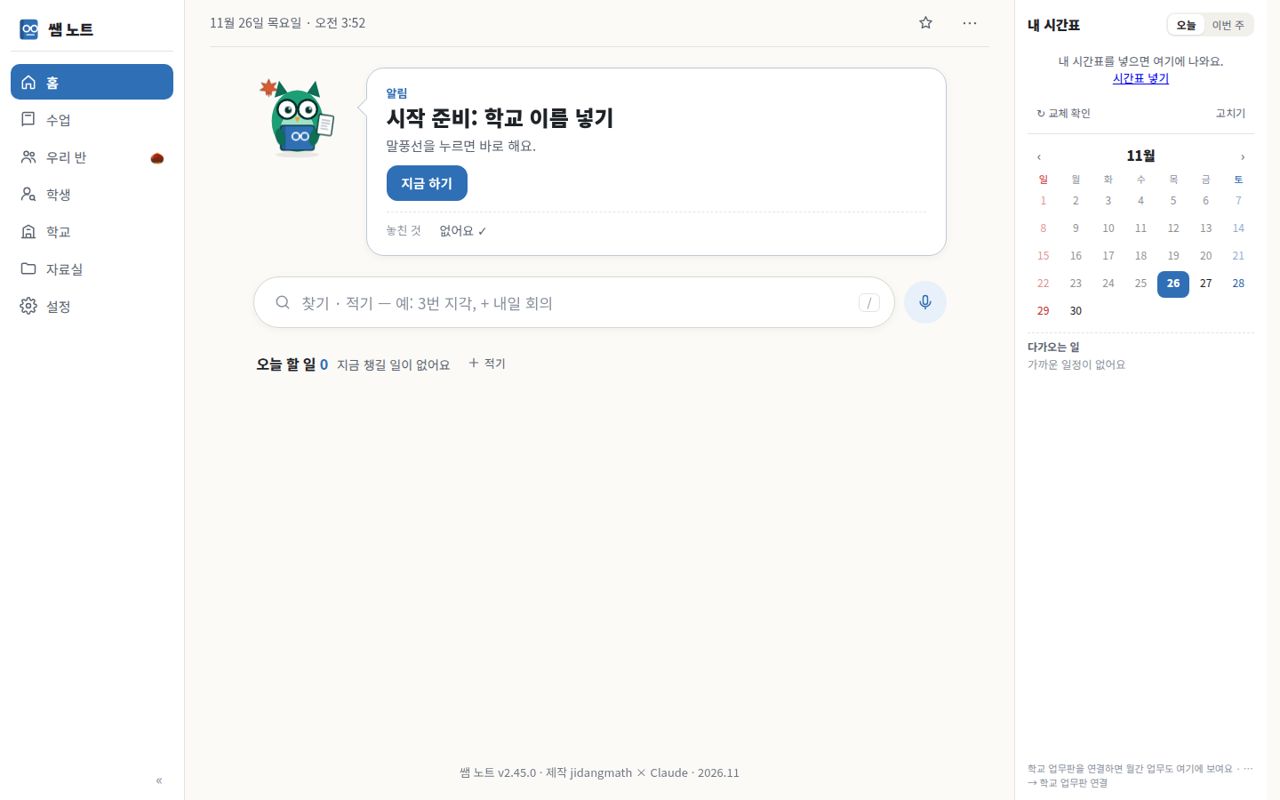 쌤 노트
홈
수업
우리 반
학생
학교
자료실
설정
«
11월 26일 목요일 · 오전 3:52
알림
시작 준비: 학교 이름 넣기
말풍선을 누르면 바로 해요.
지금 하기
놓친 것 없어요 ✓
찾기 · 적기 — 예: 3번 지각, + 내일 회의 /
오늘 할 일 0 지금 챙길 일이 없어요 + 적기
쌤 노트 v2.45.0 · 제작 jidangmath × Claude · 2026.11
내 시간표 오늘 이번 주
내 시간표를 넣으면 여기에 나와요.
시간표 넣기
↻ 교체 확인 고치기
‹ 11월 ›
일 월 화 수 목 금 토
1 2 3 4 5 6 7
8 9 10 11 12 13 14
15 16 17 18 19 20 21
22 23 24 25 26 27 28
29 30
다가오는 일
가까운 일정이 없어요
학교 업무판을 연결하면 월간 업무도 여기에 보여요 · ⋯
→ 학교 업무판 연결